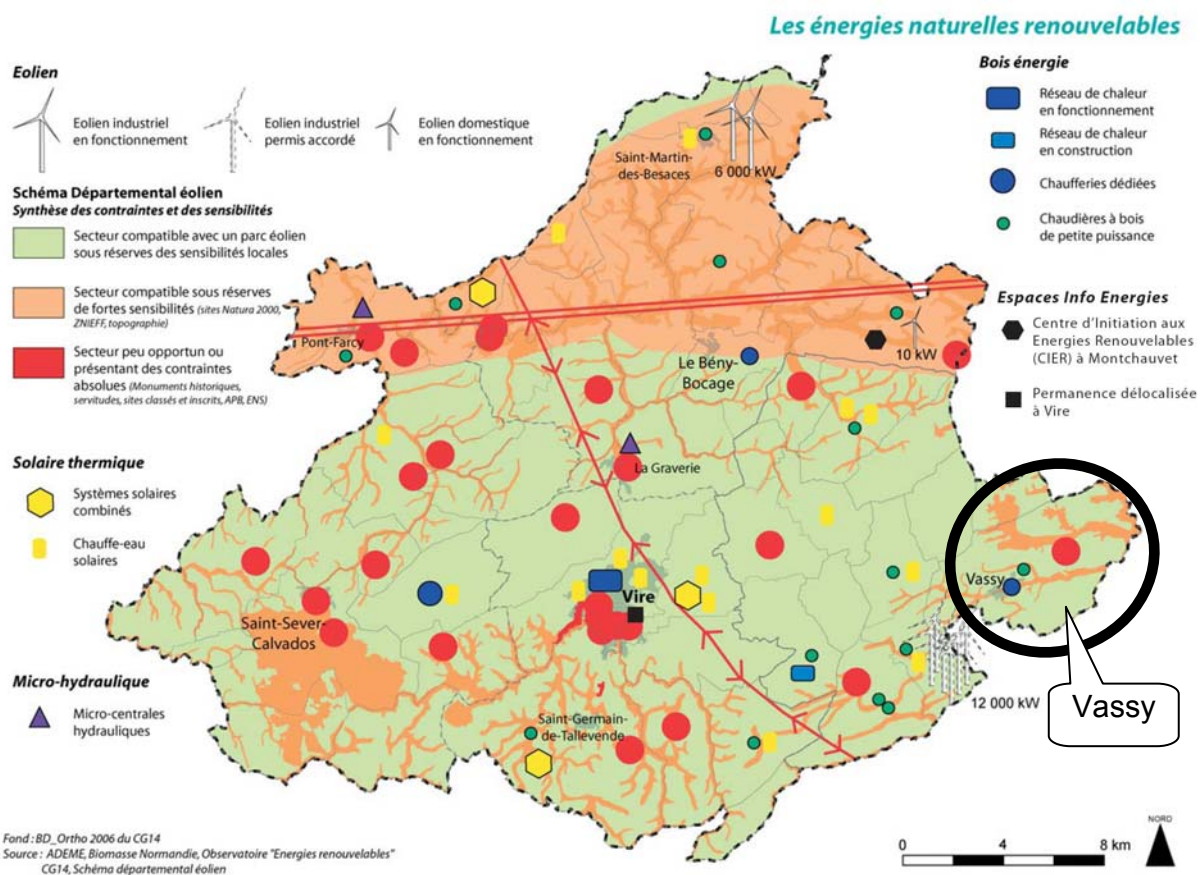 Les énergies naturelles renouvelables
Eolien
Eolien industriel
en fonctionnement
Eolien industriel
permis accordé
Eolien domestique
en fonctionnement
Schéma Départemental éolien
Synthèse des contraintes et des sensibilités
Secteur compatible avec un parc éolien
sous réserves des sensibilités locales
Secteur compatible sous réserves
de fortes sensibilités (sites Natura 2000,
ZNIEFF, topographie)
Secteur peu opportun ou
présentant des contraintes
absolues (Monuments historiques,
servitudes, sites classés et inscrits, APB, ENS)
Solaire thermique
Systèmes solaires
combinés
Chauffe-eau
solaires
Micro-hydraulique
Micro-centrales
hydrauliques
Bois énergie
Réseau de chaleur
en fonctionnement
Réseau de chaleur
en construction
Chaufferies dédiées
Chaudières à bois
de petite puissance
Espaces Info Energies
Centre d'Initiation aux
Energies Renouvelables
(CIER) à Montchauvet
Permanence délocalisée
à Vire
Saint-Martin-
des-Besaces
6 000 kW
Pont-Farcy
Le Bény-
Bocage
10 kW
La Graverie
Vassy
Vire
Saint-Sever-
Calvados
12 000 kW
Vassy
Saint-Germain-
de-Tallevende
Fond : BD_Ortho 2006 du CG14
Source : ADEME, Biomasse Normandie, Observatoire "Energies renouvelables"
CG14, Schéma départemental éolien
0 4 8 km
NORD